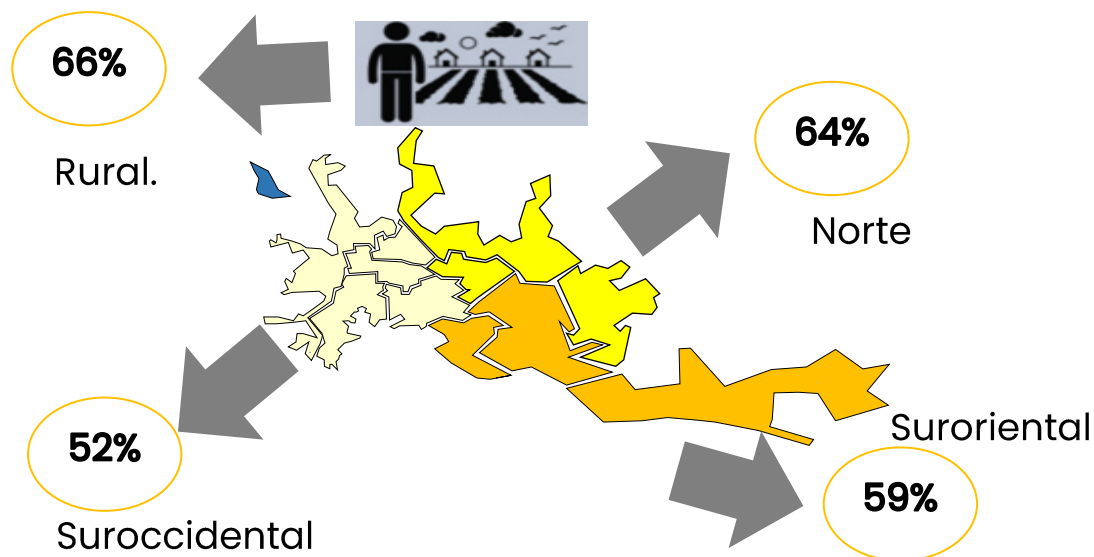 66%
Rural.
64%
Norte
52%
Suroccidental
Suroriental
59%